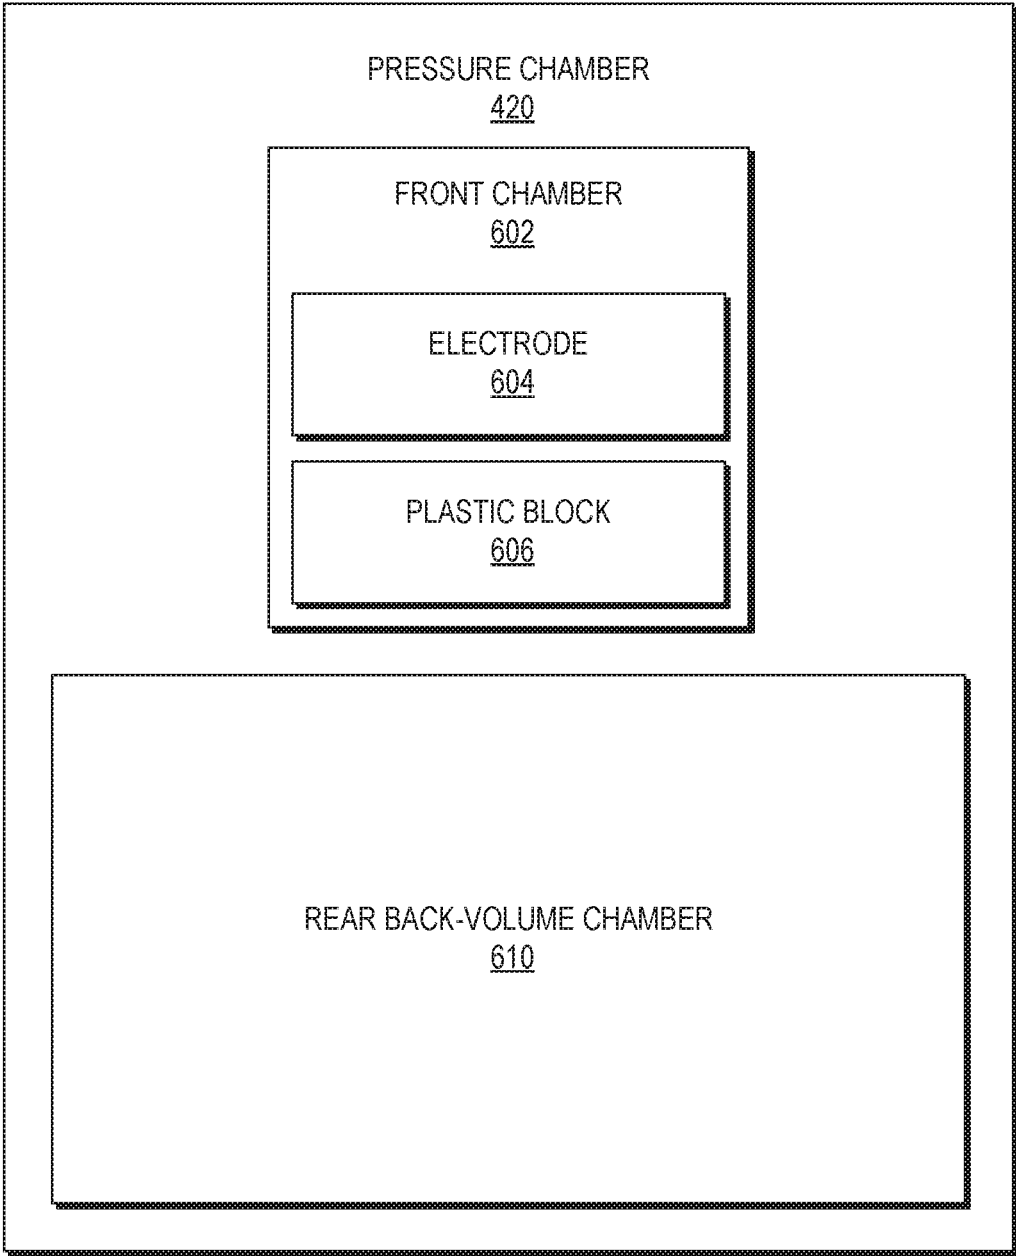 PRESSURE CHAMBER
420
FRONT CHAMBER
602
ELECTRODE
604
PLASTIC BLOCK
606
REAR BACK-VOLUME CHAMBER
610